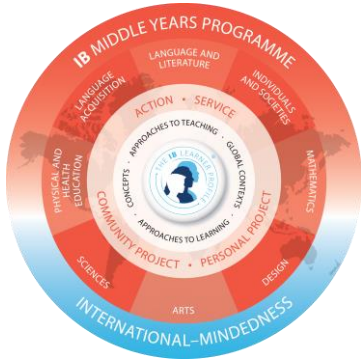 IB MIDDLE YEARS PROGRAMME
LANGUAGE AND
LITERATURE
INDIVIDUALS
AND SOCIETIES
MATHEMATICS
DESIGN
ARTS
SCIENCES
PHYSICAL AND
HEALTH
EDUCATION
LANGUAGE
ACQUISITION
ACTION • SERVICE
PERSONAL PROJECT
COMMUNITY PROJECT
APPROACHES TO TEACHING
GLOBAL CONTEXTS
APPROACHES TO LEARNING
CONCEPTS
THE IB LEARNER PROFILE
INTERNATIONAL–MINDEDNESS